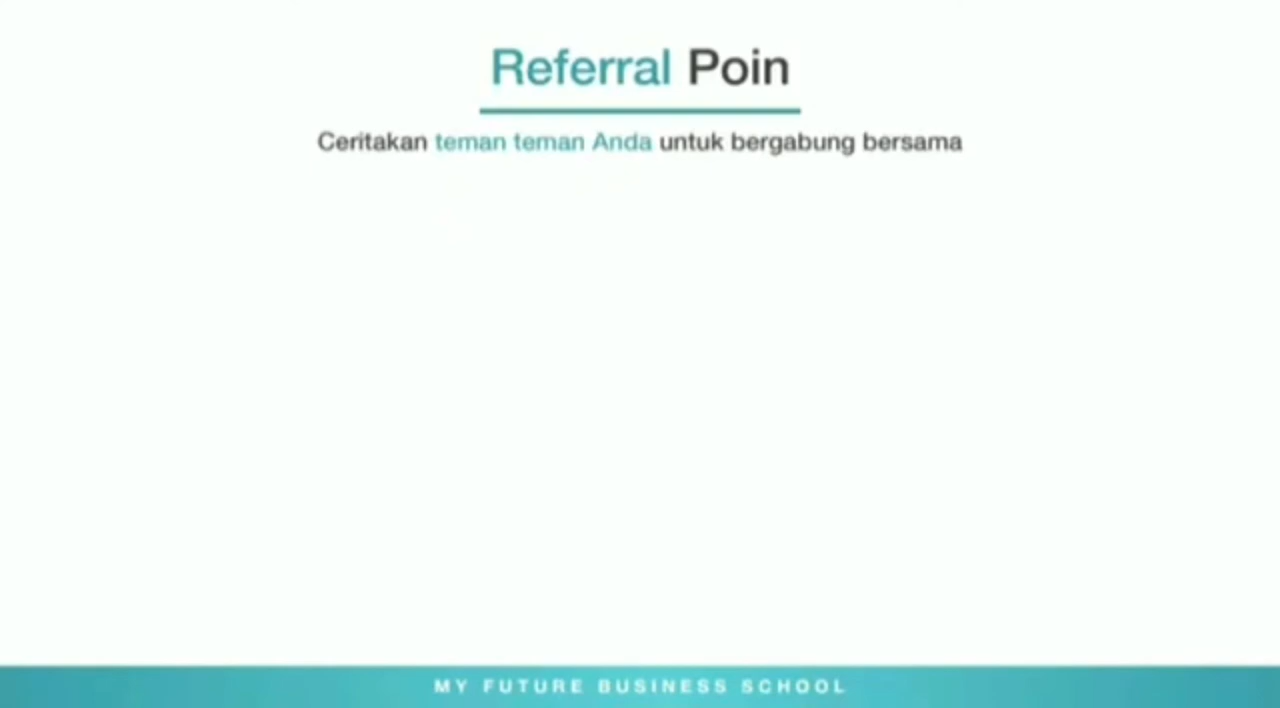 Referral Poin
Ceritakan teman teman Anda untuk bergabung bersama
MY FUTURE BUSINESS SCHOOL